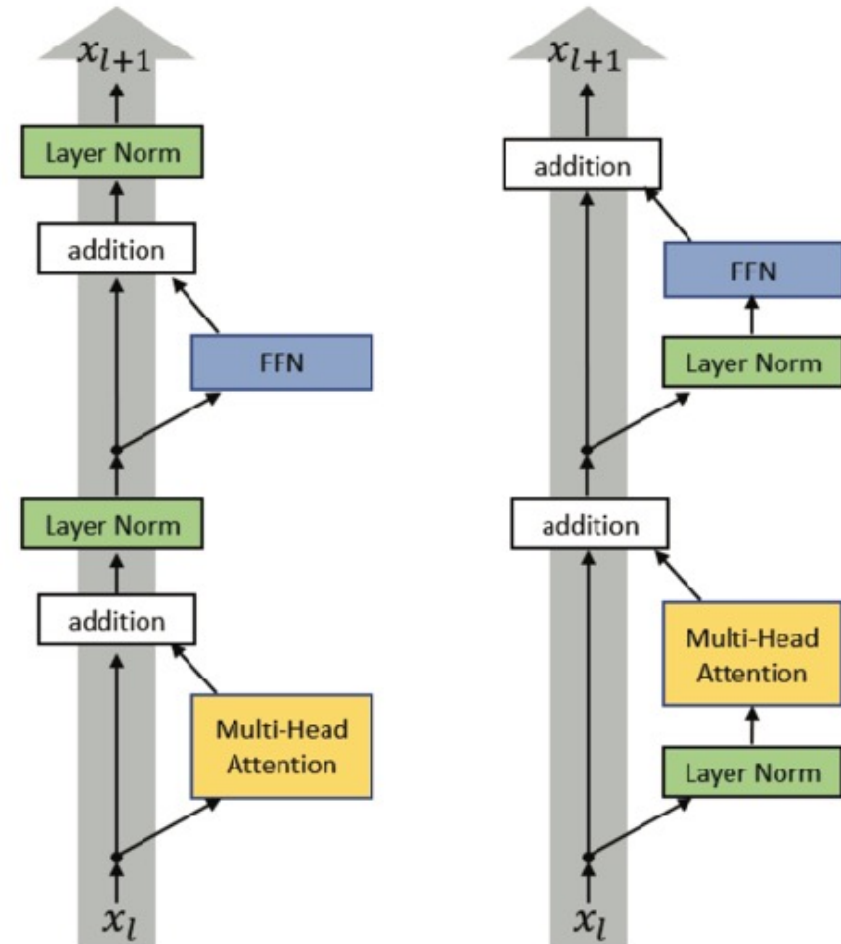 x_{l+1}
Layer Norm
addition
FFN
Layer Norm
addition
Multi-Head
Attention
x_l
x_{l+1}
addition
FFN
Layer Norm
addition
Multi-Head
Attention
Layer Norm
x_l